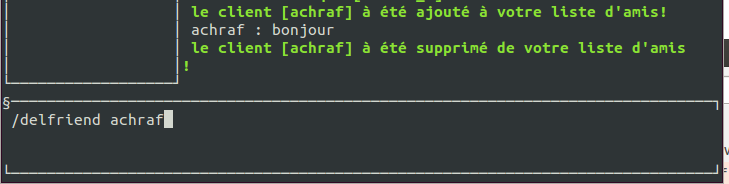 le client [achraf] à été ajouté à votre liste d'amis!
achraf : bonjour
le client [achraf] à été supprimé de votre liste d'amis
!
§
/delfriend achraf